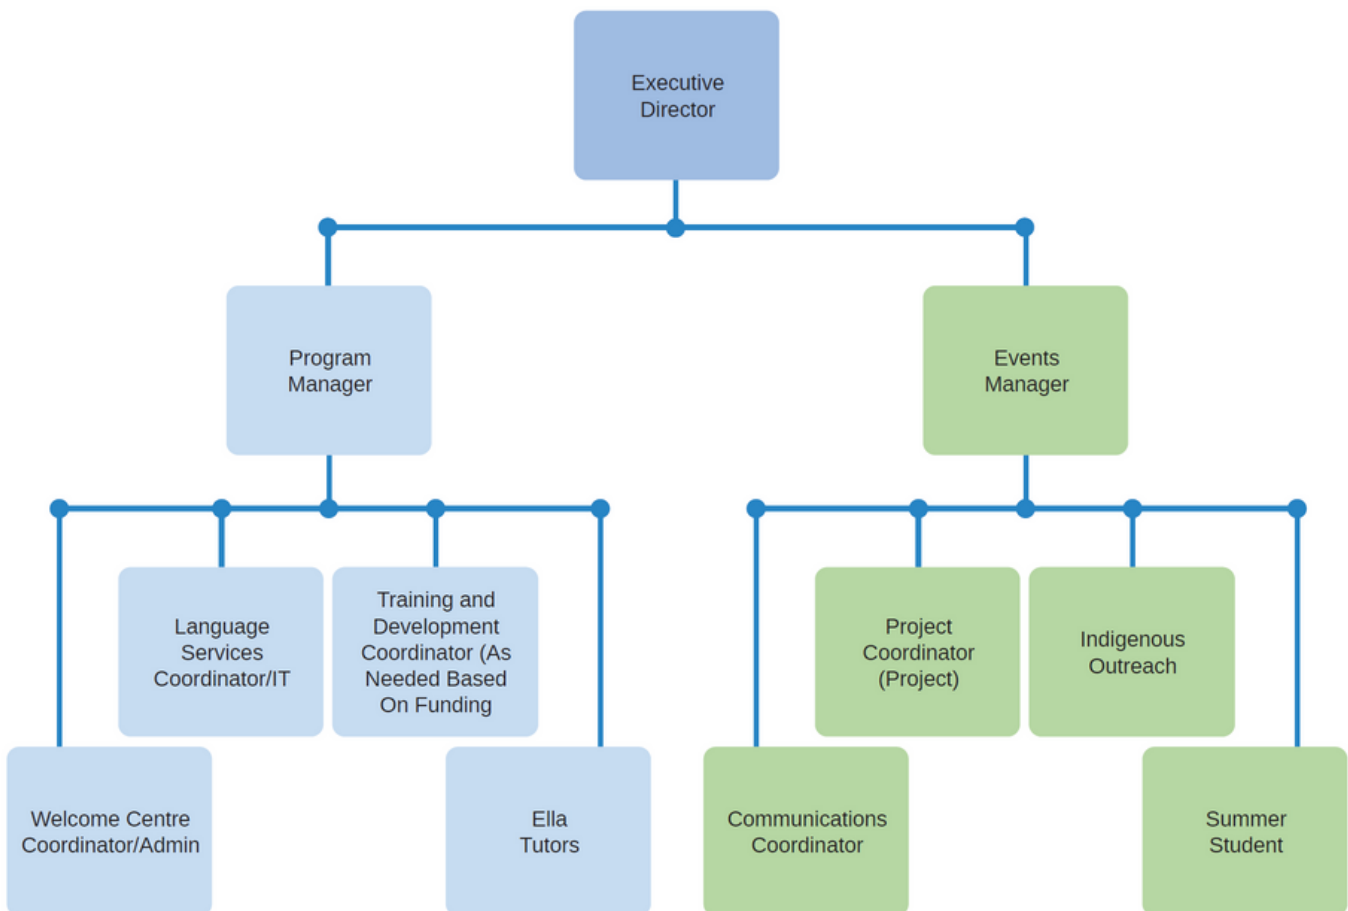 Executive
Director
Program
Manager
Events
Manager
Language
Services
Coordinator/IT
Training and
Development
Coordinator (As
Needed Based
On Funding
Project
Coordinator
(Project)
Indigenous
Outreach
Welcome Centre
Coordinator/Admin
Ella
Tutors
Communications
Coordinator
Summer
Student